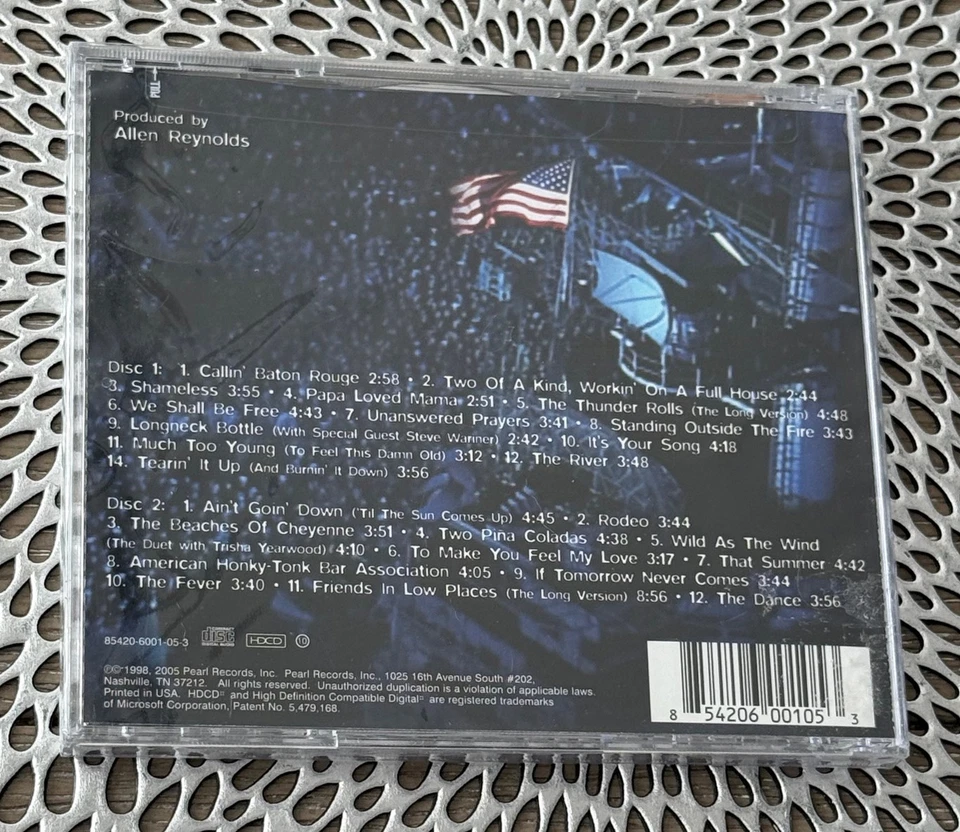 PULL
Produced by
Allen Reynolds
Disc 1: 1. Callin' Baton Rouge 2:58 • 2. Two Of A Kind, Workin' On A Full House 2:44
3. Shameless 3:55 • 4. Papa Loved Mama 2:51 • 5. The Thunder Rolls (The Long Version) 4:48
6. We Shall Be Free 4:43 • 7. Unanswered Prayers 3:41 • 8. Standing Outside The Fire 3:43
9. Longneck Bottle (With Special Guest Steve Wariner) 2:42 • 10. It's Your Song 4:18
11. Much Too Young (To Feel This Damn Old) 3:12 • 12. The River 3:48
14. Tearin' It Up (And Burnin' It Down) 3:56
Disc 2: 1. Ain't Goin' Down ('Til The Sun Comes Up) 4:45 • 2. Rodeo 3:44
3. The Beaches Of Cheyenne 3:51 • 4. Two Piña Coladas 4:38 • 5. Wild As The Wind
(The Duet with Trisha Yearwood) 4:10 • 6. To Make You Feel My Love 3:17 • 7. That Summer 4:42
8. American Honky-Tonk Bar Association 4:05 • 9. If Tomorrow Never Comes 3:44
10. The Fever 3:40 • 11. Friends In Low Places (The Long Version) 8:56 • 12. The Dance 3:56
85420-6001-05-3 COMPACT disc DIGITAL AUDIO HDCD 10
℗©1998, 2005 Pearl Records, Inc. Pearl Records, Inc., 1025 16th Avenue South #202,
Nashville, TN 37212. All rights reserved. Unauthorized duplication is a violation of applicable laws.
Printed in USA. HDCD® and High Definition Compatible Digital® are registered trademarks
of Microsoft Corporation, Patent No. 5,479,168.
8 54206 00105 3